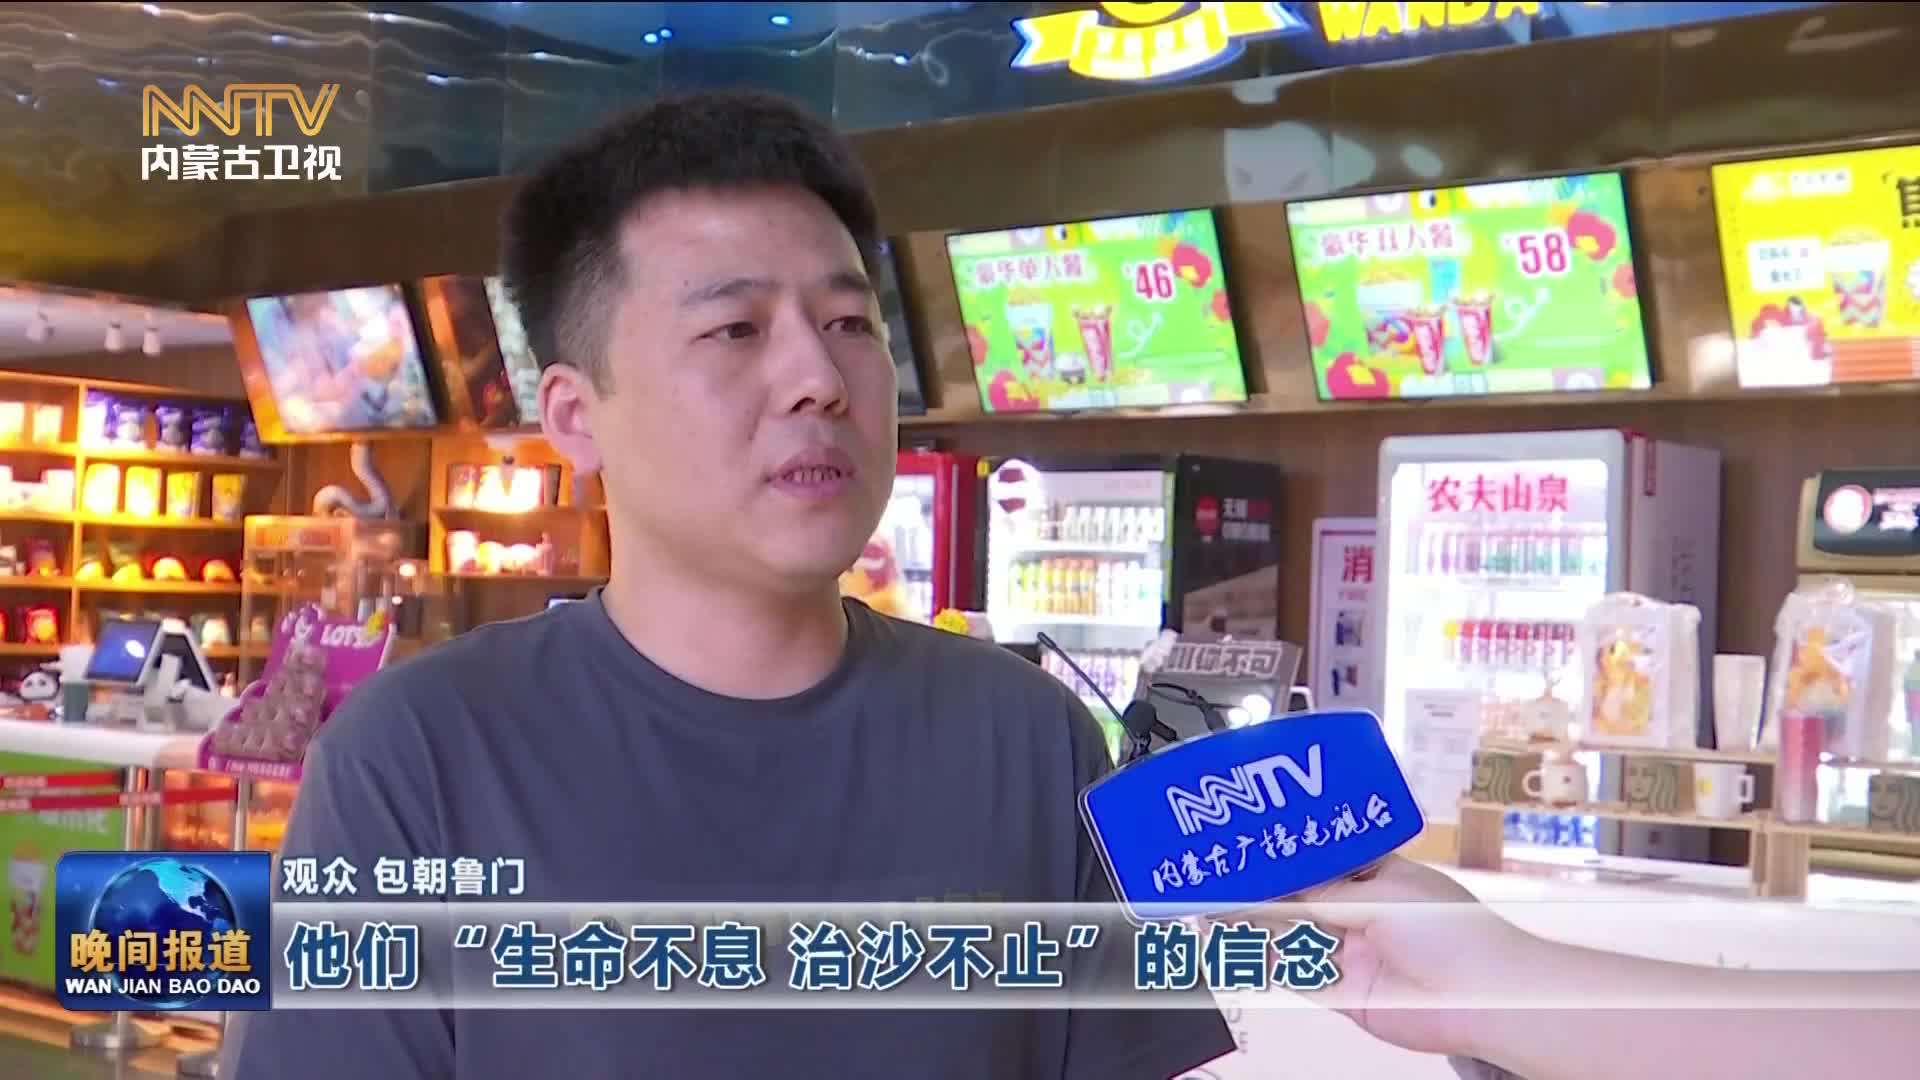 NNTV
内蒙古卫视
WANDA
豪华单人餐
46
豪华双人餐
58
农夫山泉
消
LOTS
NNTV
内蒙古广播电视台
观众 包朝鲁门
晚间报道
WAN JIAN BAO DAO
他们“生命不息 治沙不止”的信念